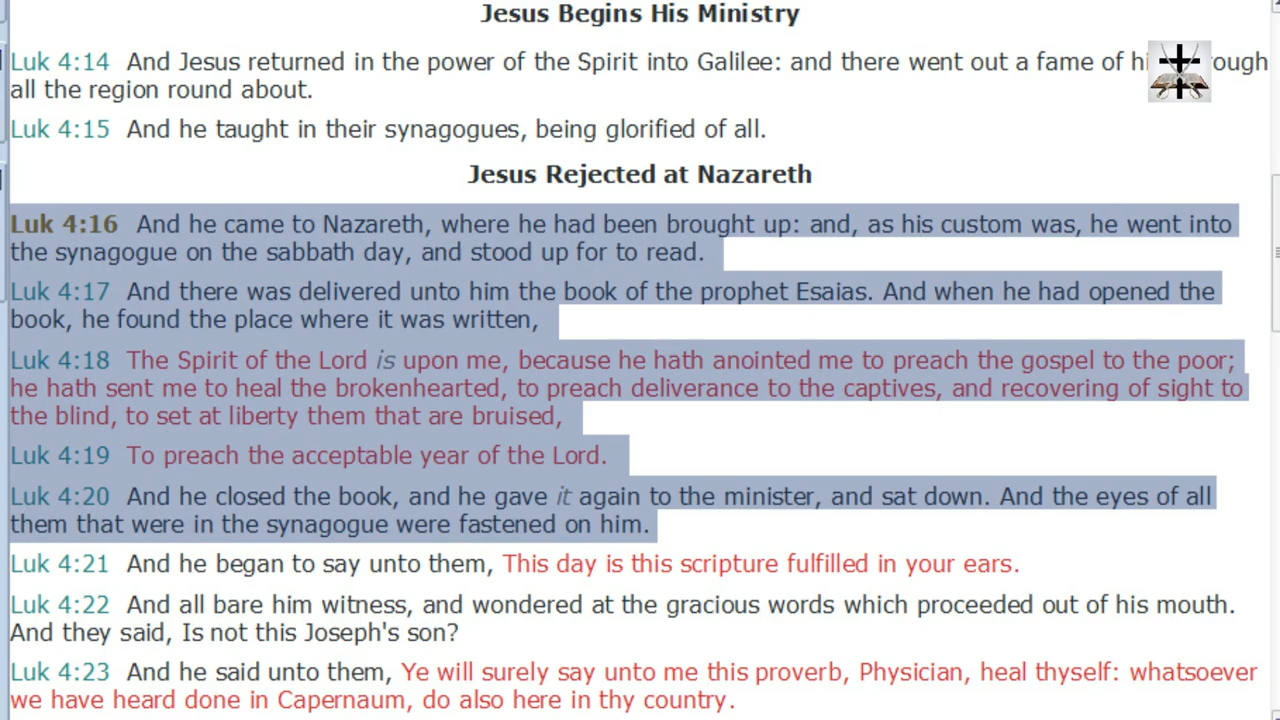 Jesus Begins His Ministry
Luk 4:14 And Jesus returned in the power of the Spirit into Galilee: and there went out a fame of
all the region round about.
Luk 4:15 And he taught in their synagogues, being glorified of all.
Jesus Rejected at Nazareth
Luk 4:16 And he came to Nazareth, where he had been brought up: and, as his custom was, he went into
the synagogue on the sabbath day, and stood up for to read.
Luk 4:17 And there was delivered unto him the book of the prophet Esaias. And when he had opened the
book, he found the place where it was written,
Luk 4:18 The Spirit of the Lord is upon me, because he hath anointed me to preach the gospel to the poor;
he hath sent me to heal the brokenhearted, to preach deliverance to the captives, and recovering of sight to
the blind, to set at liberty them that are bruised,
Luk 4:19 To preach the acceptable year of the Lord.
Luk 4:20 And he closed the book, and he gave it again to the minister, and sat down. And the eyes of all
them that were in the synagogue were fastened on him.
Luk 4:21 And he began to say unto them, This day is this scripture fulfilled in your ears.
Luk 4:22 And all bare him witness, and wondered at the gracious words which proceeded out of his mouth.
And they said, Is not this Joseph's son?
Luk 4:23 And he said unto them, Ye will surely say unto me this proverb, Physician, heal thyself: whatsoever
we have heard done in Capernaum, do also here in thy country.